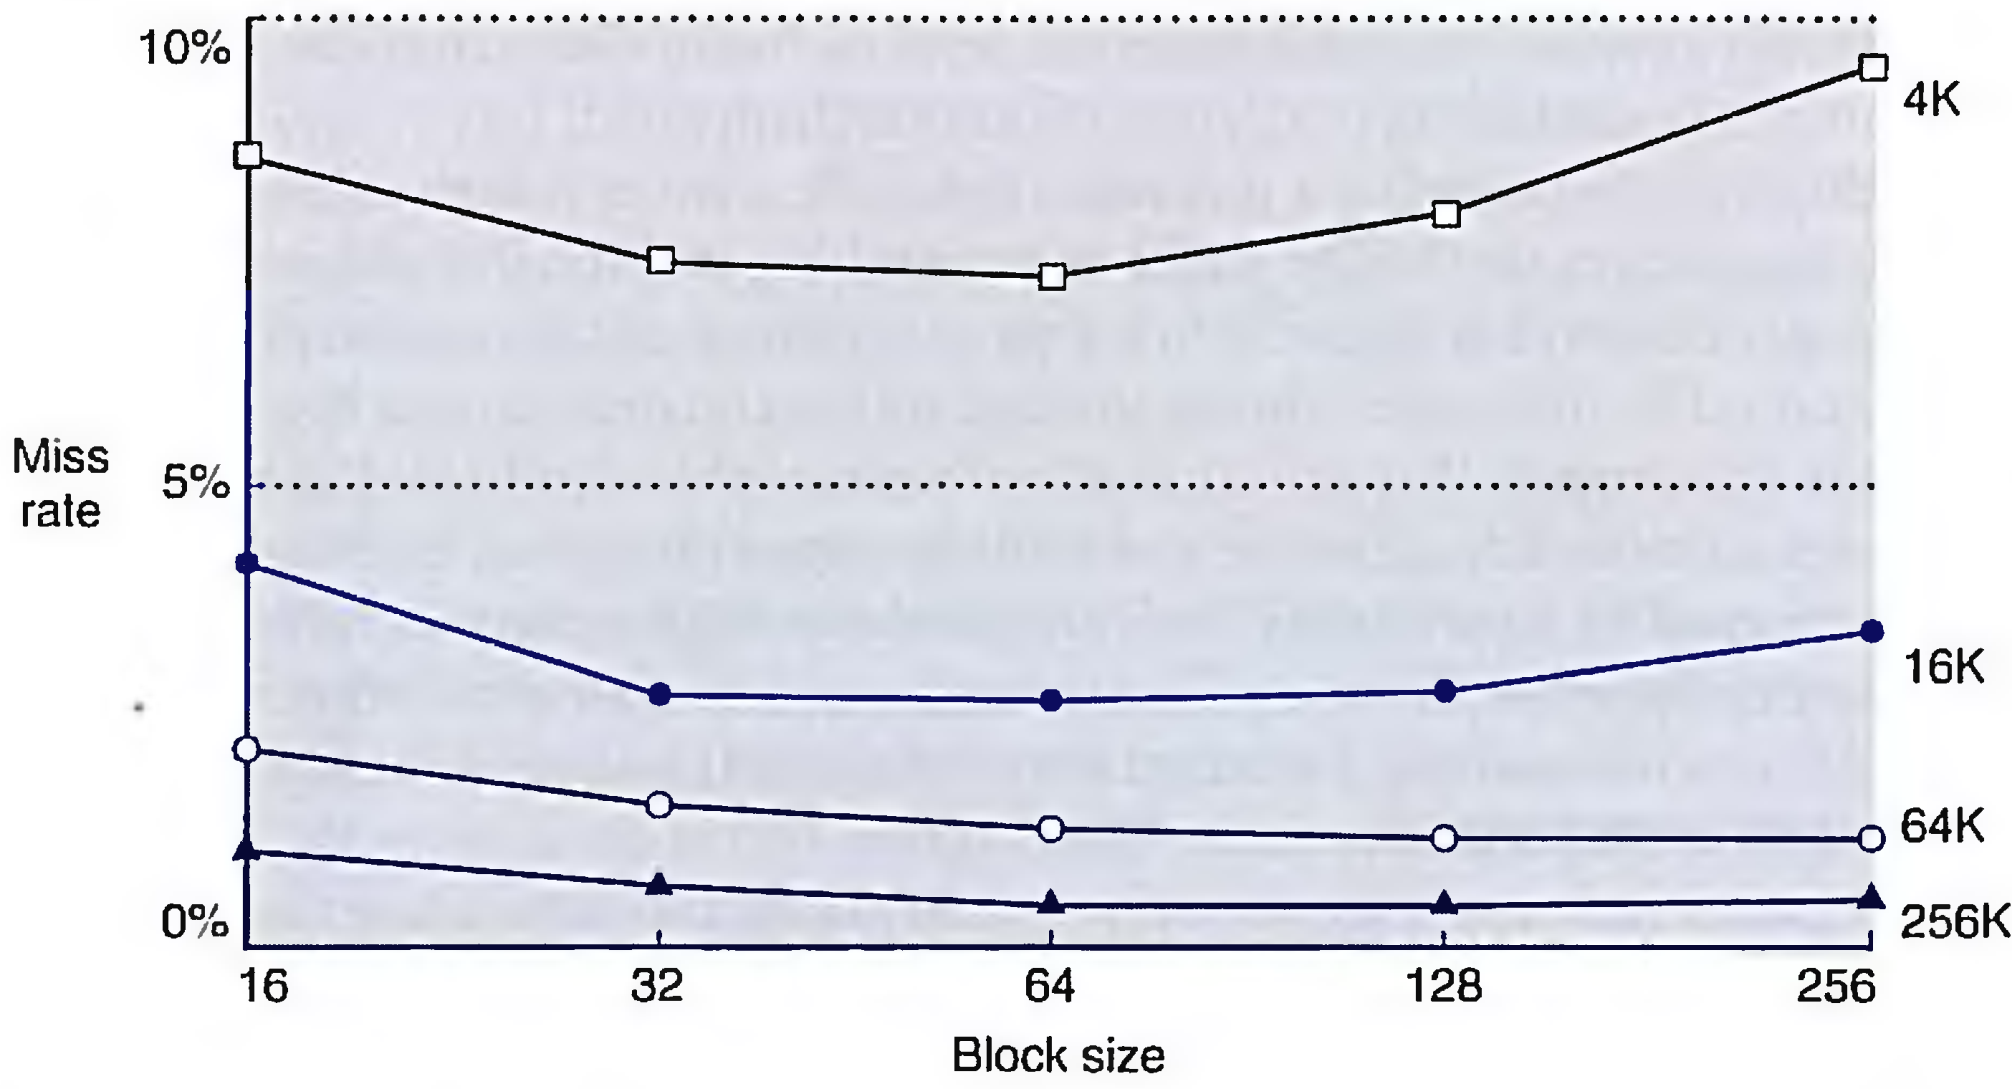 10%
4K
Miss
rate
5%
16K
64K
0%
256K
16 32 64 128 256
Block size